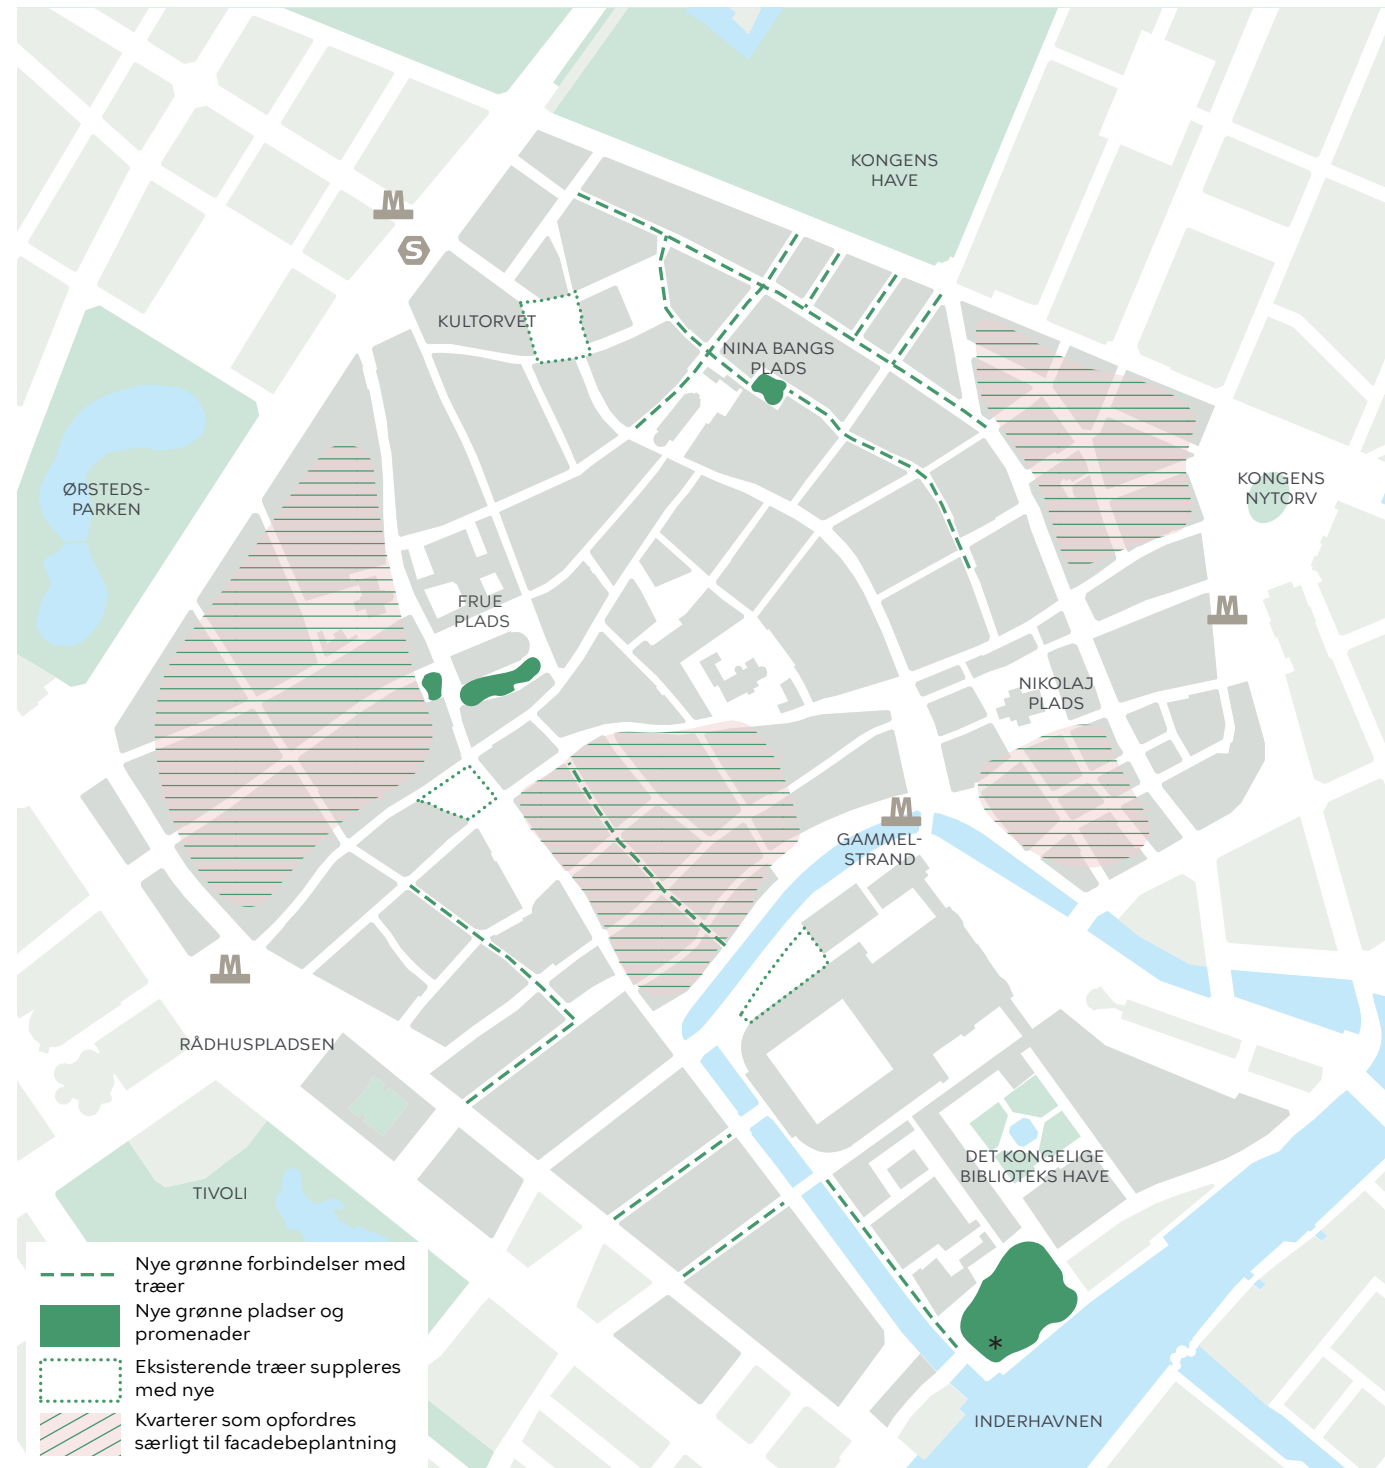 KONGENS
HAVE
M
S
KULTORVET
NINA BANGS
PLADS
ØRSTEDS-
PARKEN
KONGENS
NYTORV
FRUE
PLADS
M
NIKOLAJ
PLADS
M
GAMMEL-
STRAND
M
RÅDHUSPLADSEN
DET KONGELIGE
BIBLIOTEKS HAVE
TIVOLI
Nye grønne forbindelser med
træer
Nye grønne pladser og
promenader
*
Eksisterende træer suppleres
med nye
Kvarterer som opfordres
særligt til facadebeplantning
INDERHAVNEN